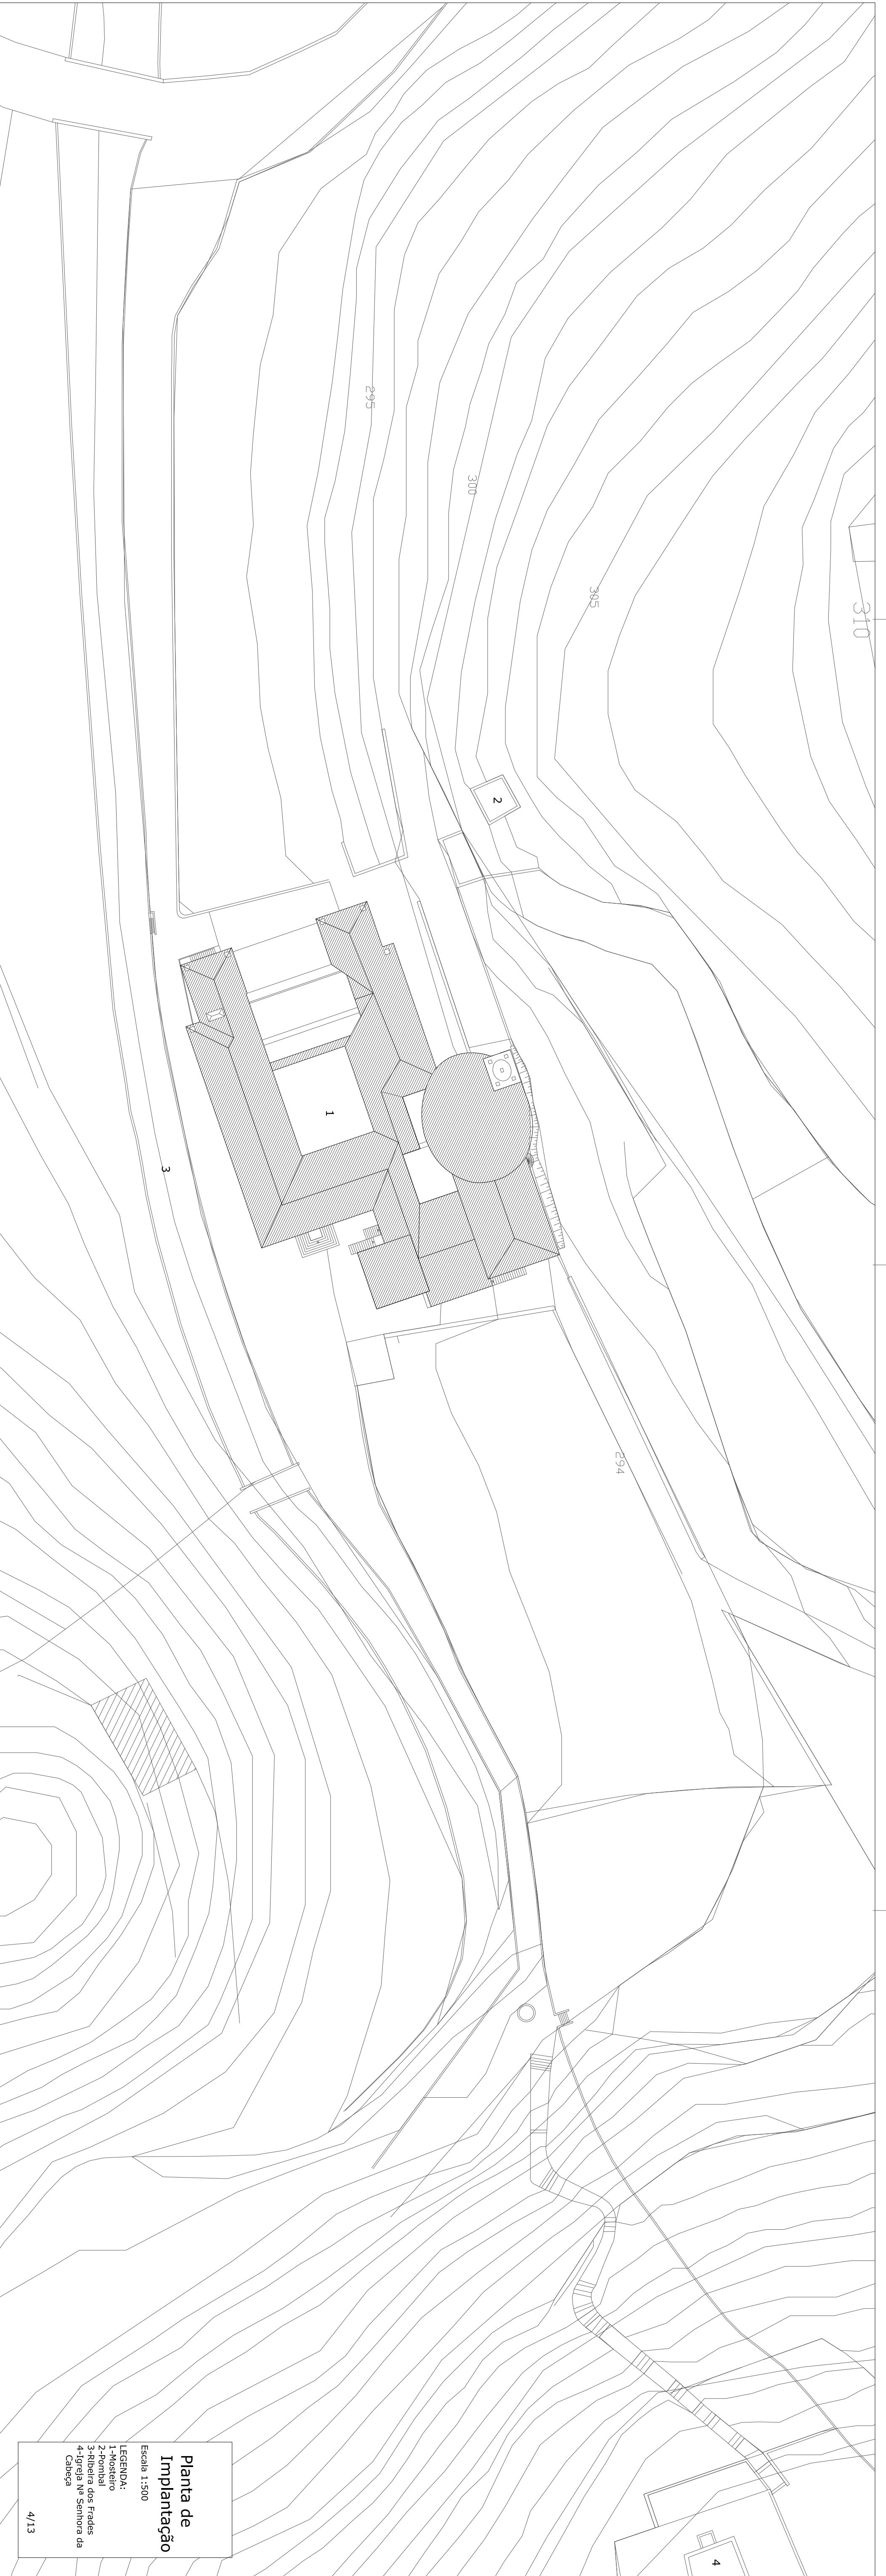 295
300
305
310
2
1
3
294
4
Planta de
Implantação
Escala 1:500
LEGENDA:
1-Mosteiro
2-Pombal
3-Ribeira dos Frades
4-Igreja Nª Senhora da
Cabeça
4/13